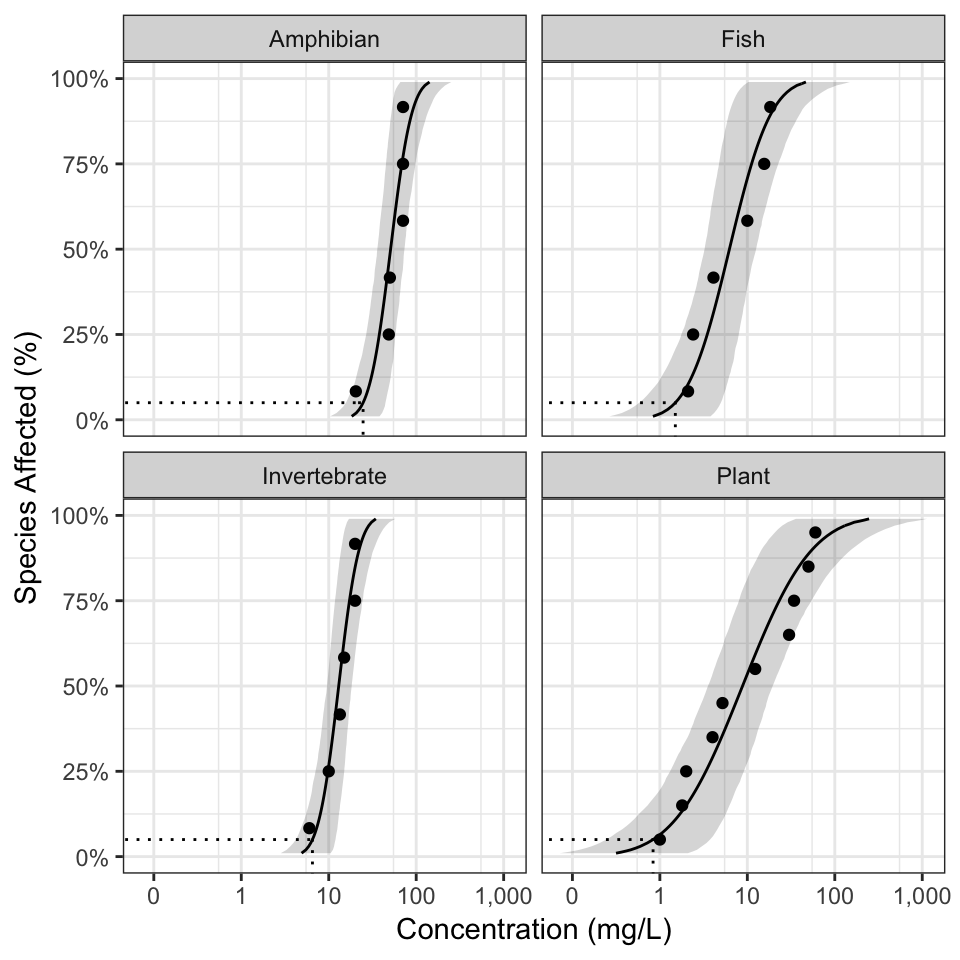 Amphibian Fish
100%
75%
50%
25%
0%
Invertebrate Plant
100%
75%
50%
25%
0%
0 1 10 100 1,000 0 1 10 100 1,000
Concentration (mg/L)
Species Affected (%)